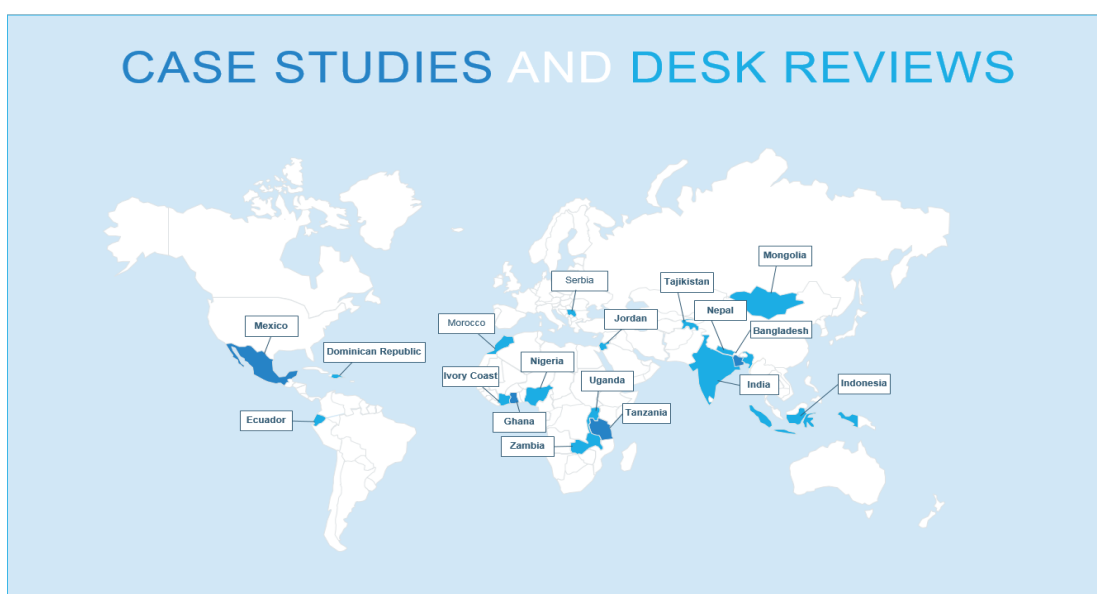 CASE STUDIES AND DESK REVIEWS
Mongolia
Serbia
Tajikistan
Nepal
Morocco
Jordan
Mexico
Bangladesh
Dominican Republic
Nigeria
Ivory Coast
Uganda
India
Indonesia
Ecuador
Ghana
Tanzania
Zambia